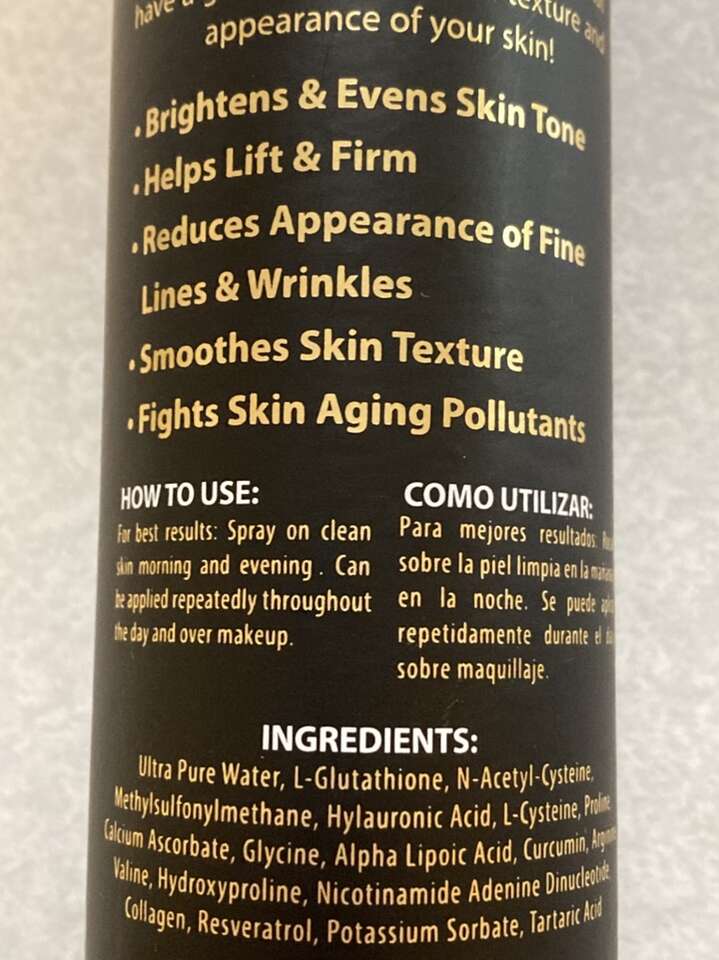 have a
texture and
appearance of your skin!
• Brightens & Evens Skin Tone
• Helps Lift & Firm
• Reduces Appearance of Fine
Lines & Wrinkles
• Smoothes Skin Texture
• Fights Skin Aging Pollutants
HOW TO USE:
For best results: Spray on clean
skin morning and evening . Can
be applied repeatedly throughout
the day and over makeup.
COMO UTILIZAR:
Para mejores resultados:
sobre la piel limpia en la
en la noche. Se puede
repetidamente durante el
sobre maquillaje.
INGREDIENTS:
Ultra Pure Water, L-Glutathione, N-Acetyl-Cysteine,
Methylsulfonylmethane, Hylauronic Acid, L-Cysteine, Proline
Calcium Ascorbate, Glycine, Alpha Lipoic Acid, Curcumin, Arginine
Valine, Hydroxyproline, Nicotinamide Adenine Dinucleotide,
Collagen, Resveratrol, Potassium Sorbate, Tartaric Acid